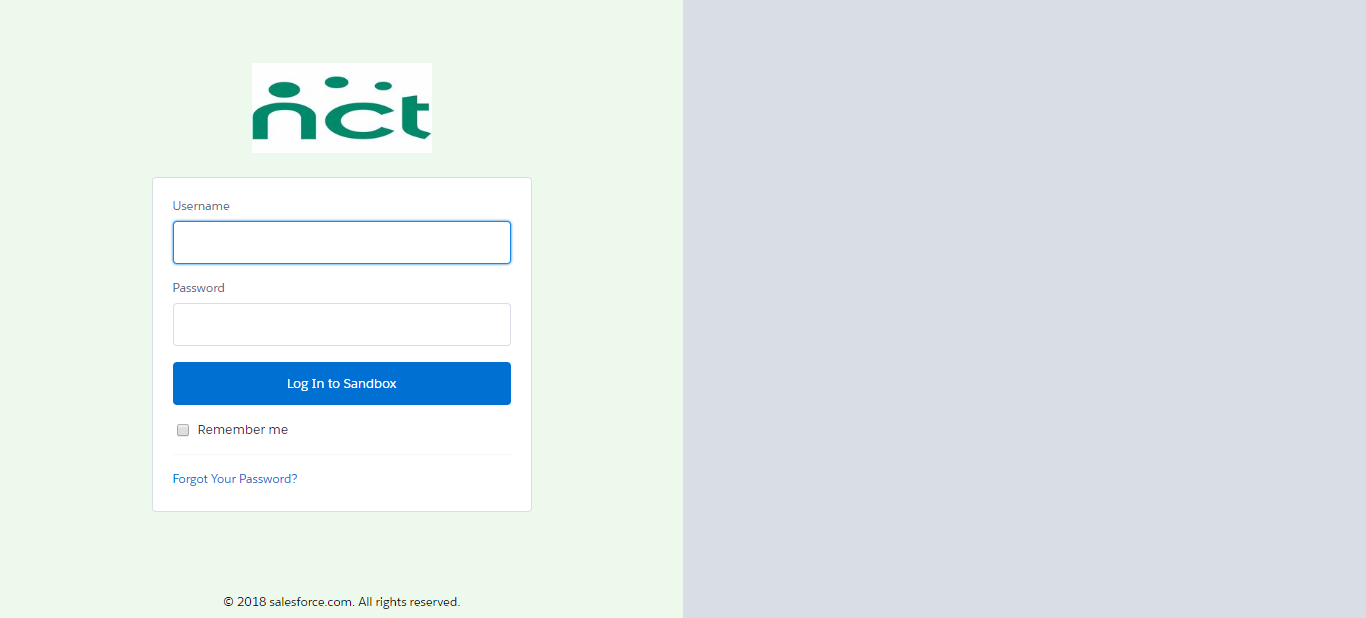 nct
Username
Password
Log In to Sandbox
Remember me
Forgot Your Password?
© 2018 salesforce.com. All rights reserved.